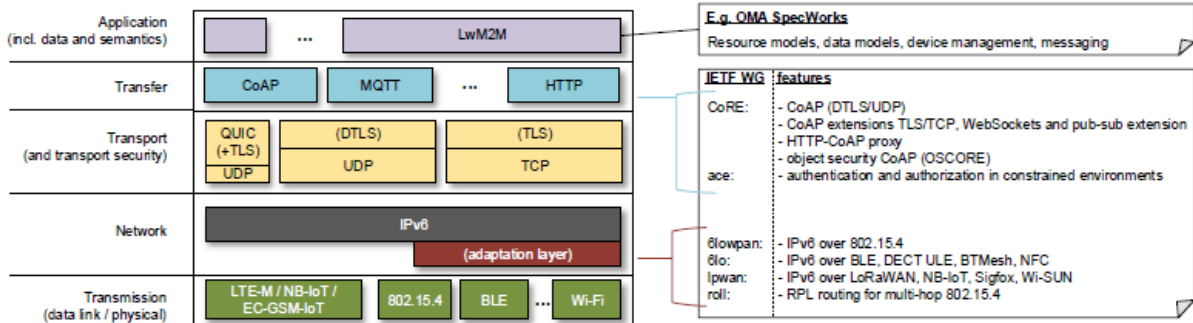 Application
(incl. data and semantics)
...
LwM2M
E.g. OMA SpecWorks
Resource models, data models, device management, messaging
Transfer
CoAP
MQTT
...
HTTP
IETF WG features
CoRE: - CoAP (DTLS/UDP)
- CoAP extensions TLS/TCP, WebSockets and pub-sub extension
- HTTP-CoAP proxy
- object security CoAP (OSCORE)
ace: - authentication and authorization in constrained environments
Transport
(and transport security)
QUIC
(+TLS)
UDP
(DTLS)
UDP
(TLS)
TCP
Network
IPv6
(adaptation layer)
6lowpan: - IPv6 over 802.15.4
6lo: - IPv6 over BLE, DECT ULE, BTMesh, NFC
lpwan: - IPv6 over LoRaWAN, NB-IoT, Sigfox, Wi-SUN
roll: - RPL routing for multi-hop 802.15.4
Transmission
(data link / physical)
LTE-M / NB-IoT /
EC-GSM-IoT
802.15.4
BLE
...
Wi-Fi